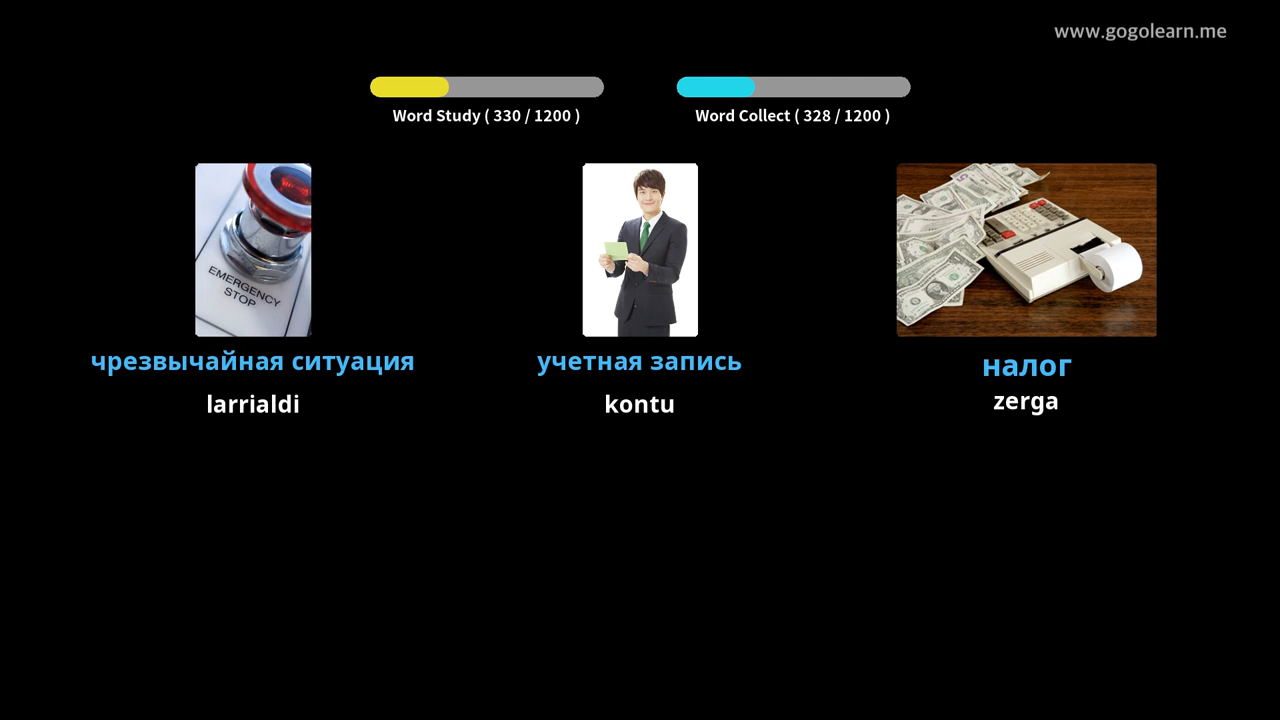 www.gogolearn.me
Word Study ( 330 / 1200 )
Word Collect ( 328 / 1200 )
EMERGENCY
STOP
чрезвычайная ситуация
учетная запись
налог
larrialdi
kontu
zerga